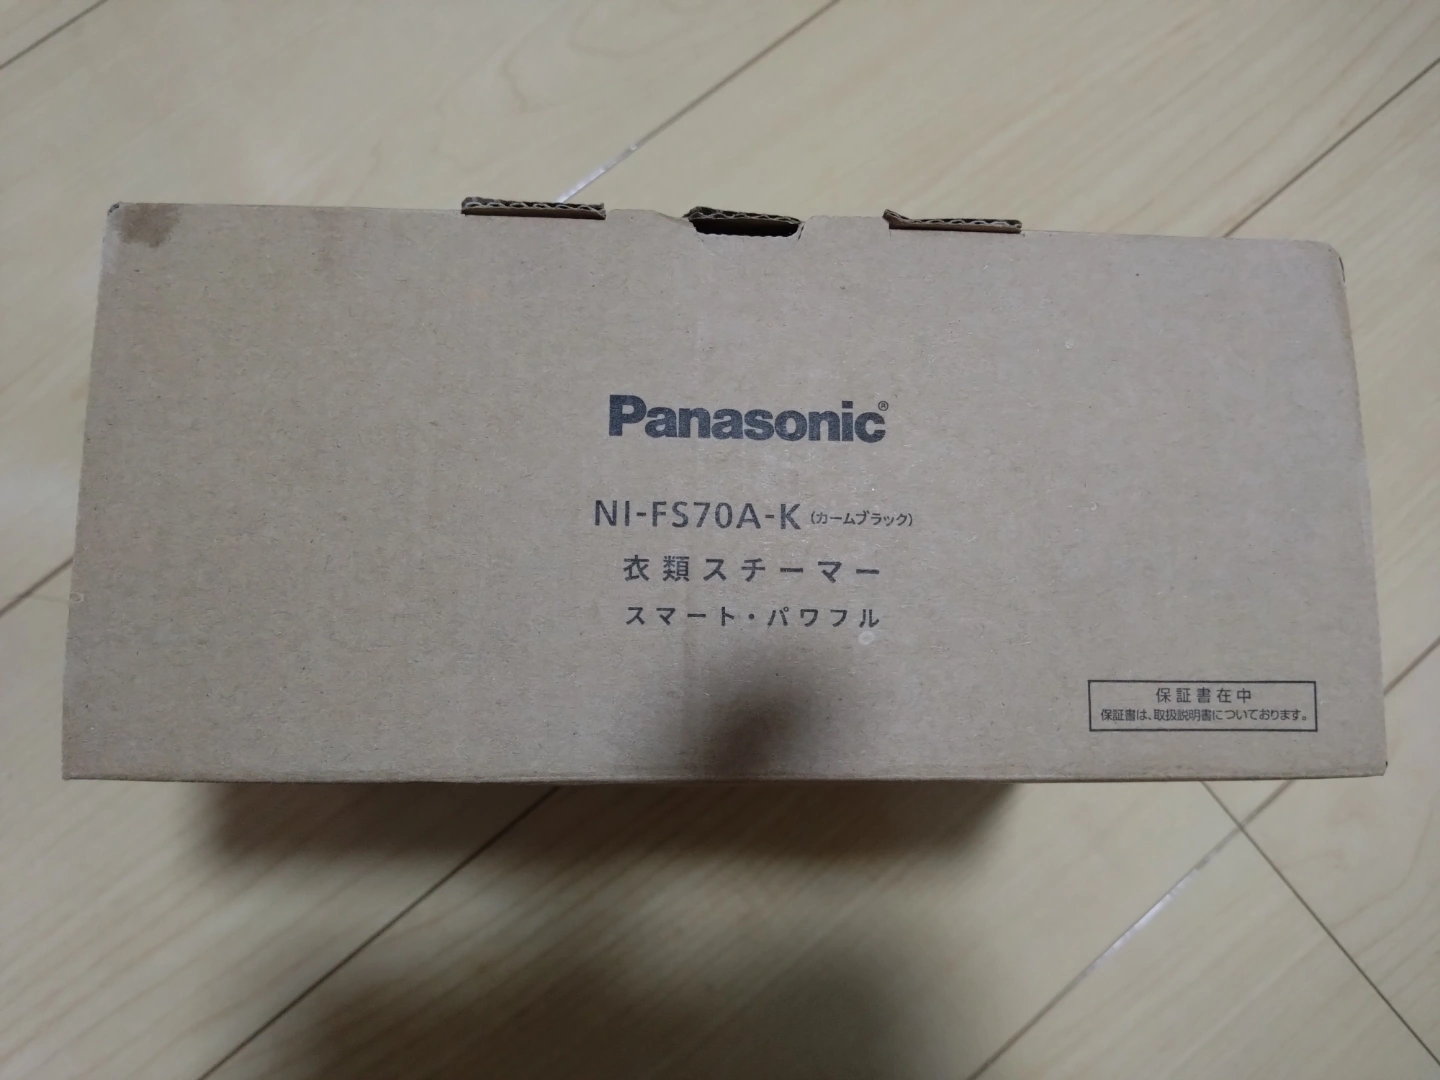 Panasonic®
NI-FS70A-K (カームブラック)
衣類スチーマー
スマート・パワフル
保証書在中
保証書は、取扱説明書についております。